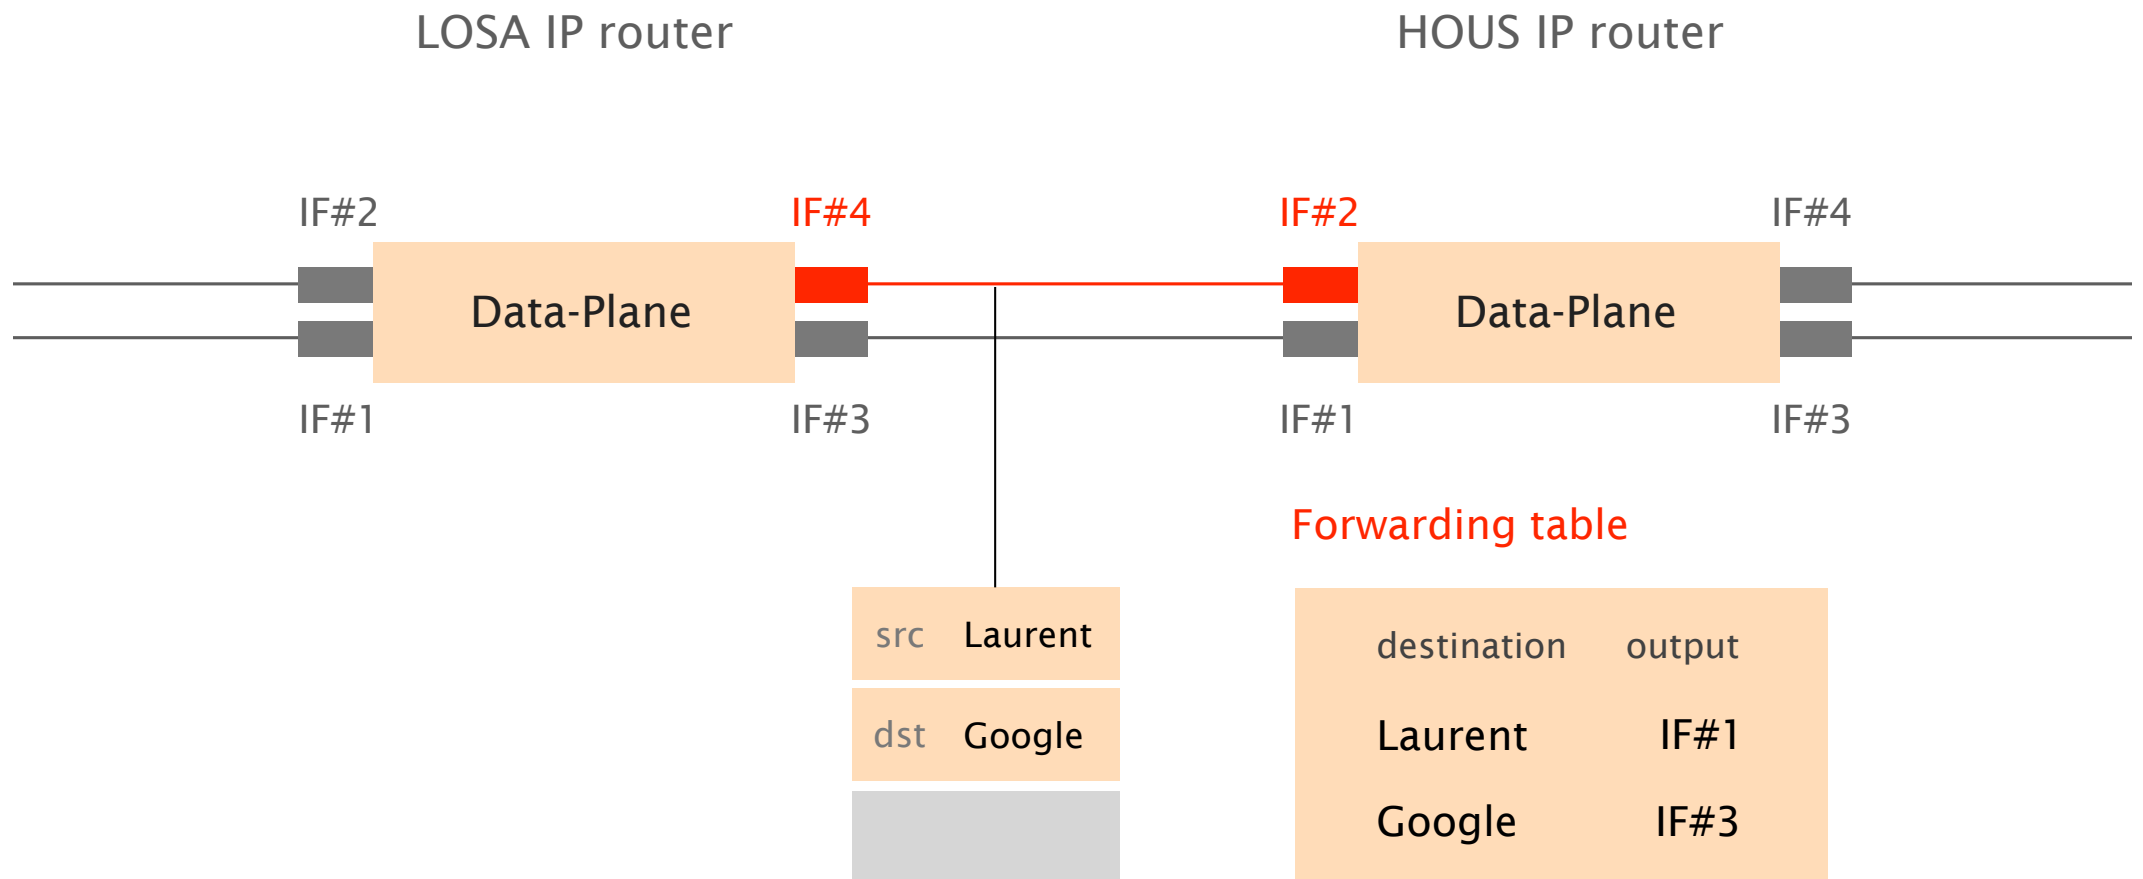 LOSA IP router
HOUS IP router
IF#2
IF#4
IF#2
IF#4
Data-Plane
Data-Plane
IF#1
IF#3
IF#1
IF#3
Forwarding table
src Laurent
dst Google
destination output
Laurent IF#1
Google IF#3